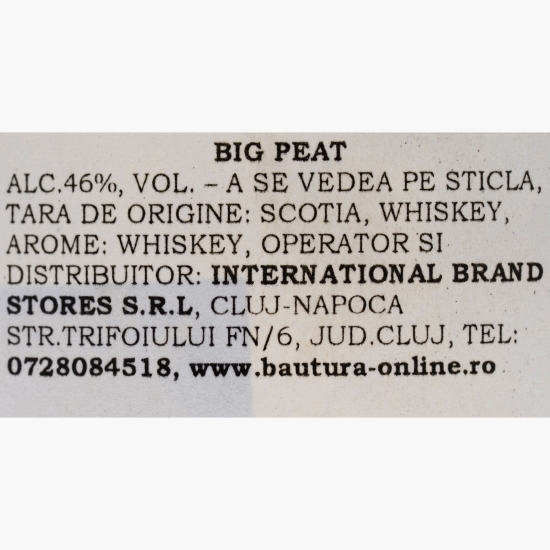 BIG PEAT
ALC.46%, VOL. – A SE VEDEA PE STICLA,
TARA DE ORIGINE: SCOTIA, WHISKEY,
AROME: WHISKEY, OPERATOR SI
DISTRIBUITOR: INTERNATIONAL BRAND
STORES S.R.L, CLUJ-NAPOCA
STR.TRIFOIULUI FN/6, JUD.CLUJ, TEL:
0728084518, www.bautura-online.ro